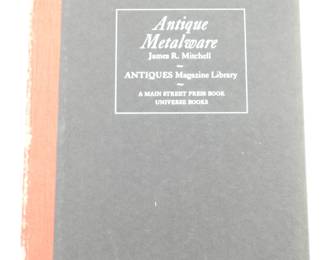 Antique
Metalware
James R. Mitchell
ANTIQUES Magazine Library
A MAIN STREET PRESS BOOK
UNIVERSE BOOKS